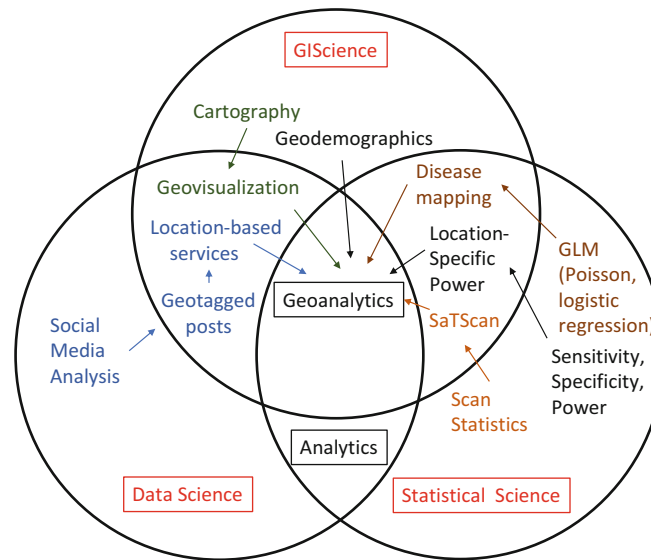 GIScience
Cartography
Geodemographics
Geovisualization
Disease
mapping
Location-based
services
Location-
Specific
Power
GLM
(Poisson,
logistic
regression)
Geotagged
posts
Geoanalytics
SaTScan
Social
Media
Analysis
Sensitivity,
Specificity,
Power
Scan
Statistics
Analytics
Data Science
Statistical Science